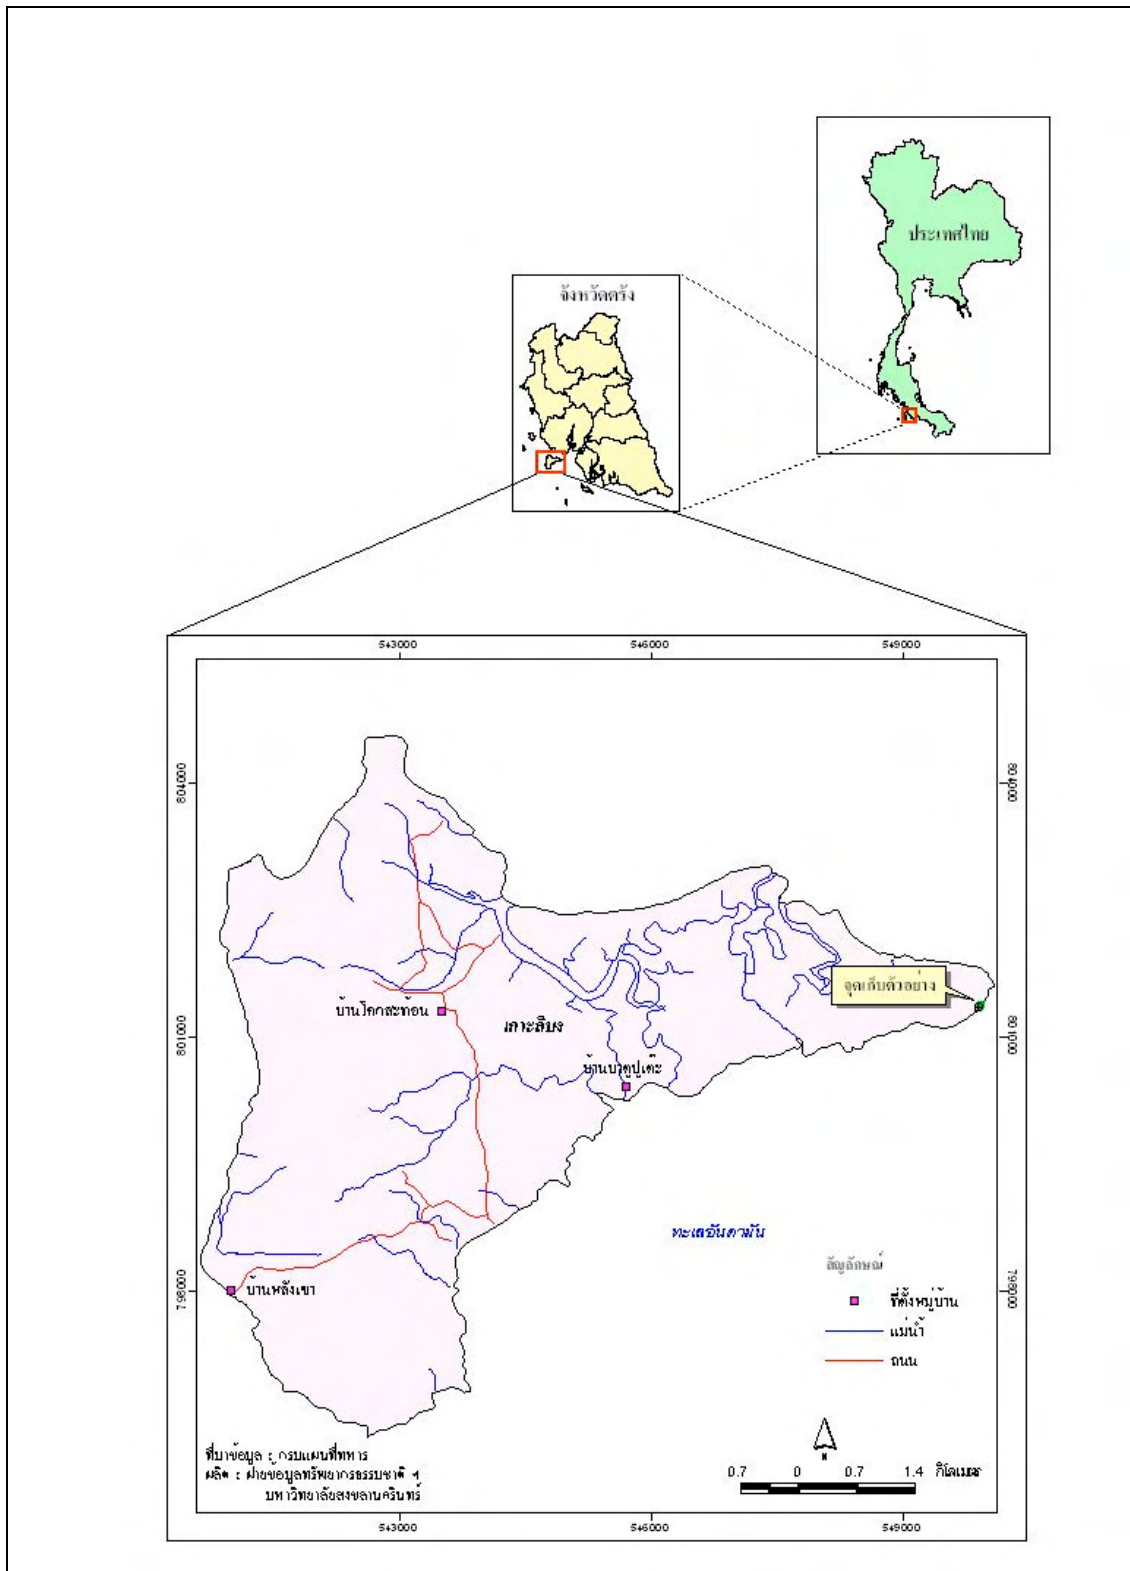 ประเทศไทย
จังหวัดตรัง
543000 546000 549000
804000 804000
จุดเก็บตัวอย่าง
บ้านโคกสะท้อน
เกาะลิบง
801000 801000
บ้านบาตูปูเต๊ะ
ทะเลอันดามัน
สัญลักษณ์
798000 798000
บ้านหลังเขา
ที่ตั้งหมู่บ้าน
แม่น้ำ
ถนน
N
ที่มาข้อมูล : กรมแผนที่ทหาร
ผลิต : ฝ่ายข้อมูลทรัพยากรธรรมชาติ ฯ
มหาวิทยาลัยสงขลานครินทร์
0.7 0 0.7 1.4 กิโลเมตร
543000 546000 549000